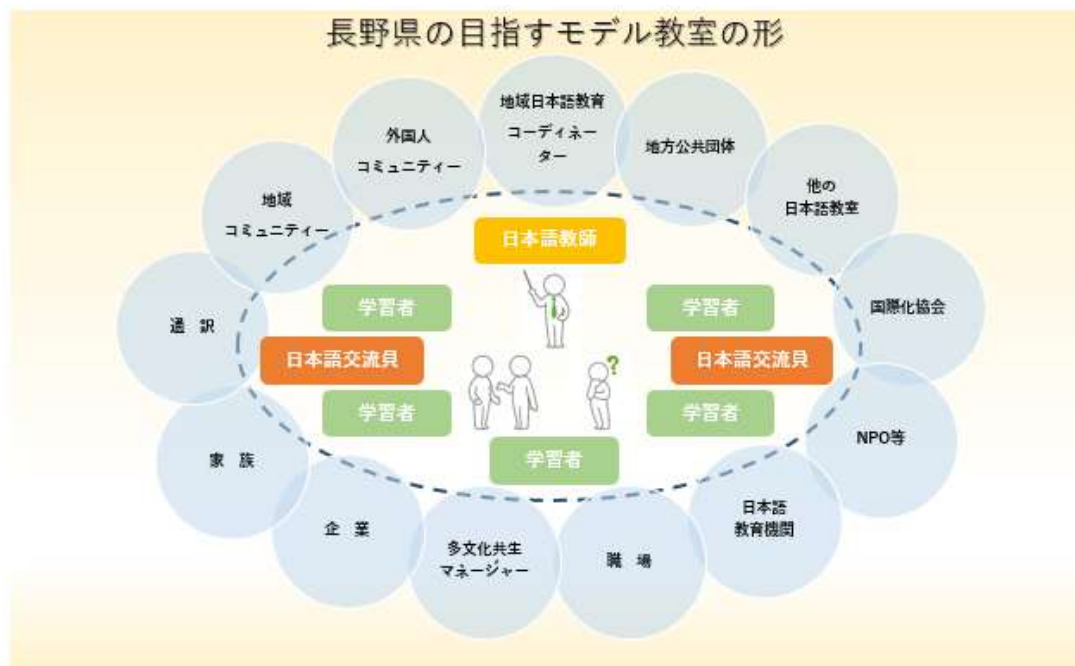 長野県の目指すモデル教室の形
地域日本語教育
コーディネー
ター
外国人
コミュニティー
地方公共団体
地域
コミュニティー
他の
日本語教室
日本語教師
通 訳
学習者
学習者
国際化協会
日本語交流員
日本語交流員
?
学習者
学習者
家 族
学習者
NPO等
企 業
多文化共生
マネージャー
職 場
日本語
教育機関